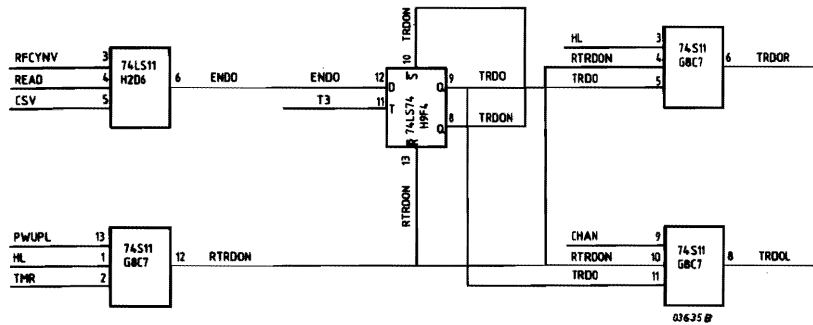 RFCYNV 3
READ 4
CSV 5
74LS11
H2D6
6 ENDO
ENDO 12
T3 11
TRDON
10
S
D
T
Q
Q
R
74LS74
H9F4
9 TRDO
8 TRDON
13
RTRDON
HL 3
RTRDON 4
TRDO 5
74S11
G8C7
6 TRDOR
PWUPL 13
HL 1
TMR 2
74S11
G8C7
12 RTRDON
CHAN 9
RTRDON 10
TRDO 11
74S11
G8C7
8 TRDOL
03635 B